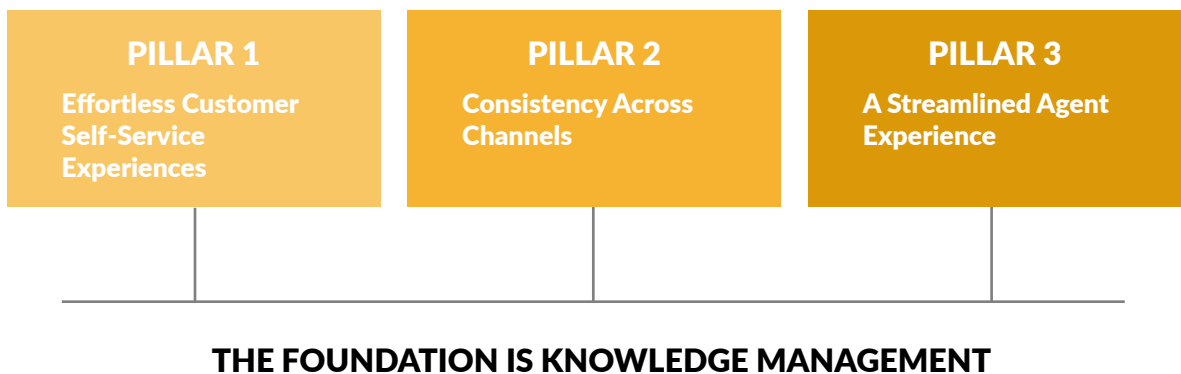 PILLAR 1
Effortless Customer
Self-Service
Experiences
PILLAR 2
Consistency Across
Channels
PILLAR 3
A Streamlined Agent
Experience
THE FOUNDATION IS KNOWLEDGE MANAGEMENT